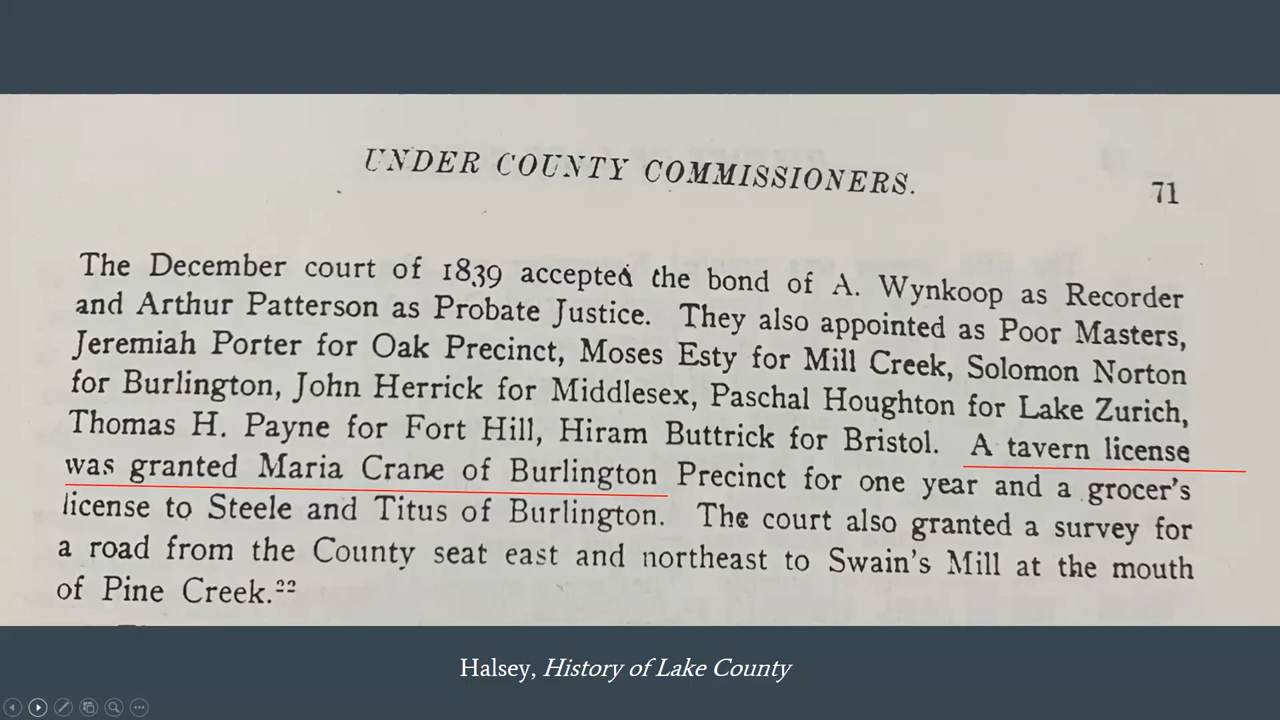 UNDER COUNTY COMMISSIONERS.
71
The December court of 1839 accepted the bond of A. Wynkoop as Recorder
and Arthur Patterson as Probate Justice. They also appointed as Poor Masters,
Jeremiah Porter for Oak Precinct, Moses Esty for Mill Creek, Solomon Norton
for Burlington, John Herrick for Middlesex, Paschal Houghton for Lake Zurich,
Thomas H. Payne for Fort Hill, Hiram Buttrick for Bristol. A tavern license
was granted Maria Crane of Burlington Precinct for one year and a grocer's
license to Steele and Titus of Burlington. The court also granted a survey for
a road from the County seat east and northeast to Swain's Mill at the mouth
of Pine Creek.22
Halsey, History of Lake County